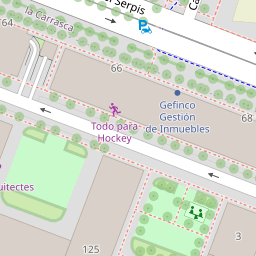 la Carrasca
Serpis
64
66
Gefinco
Gestión
de Inmuebles
68
Todo para
Hockey
uitectes
125
3